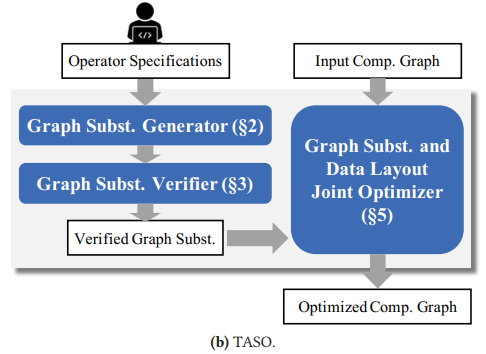 Operator Specifications
Input Comp. Graph
Graph Subst. Generator (§2)
Graph Subst. Verifier (§3)
Verified Graph Subst.
Graph Subst. and
Data Layout
Joint Optimizer
(§5)
Optimized Comp. Graph
(b) TASO.